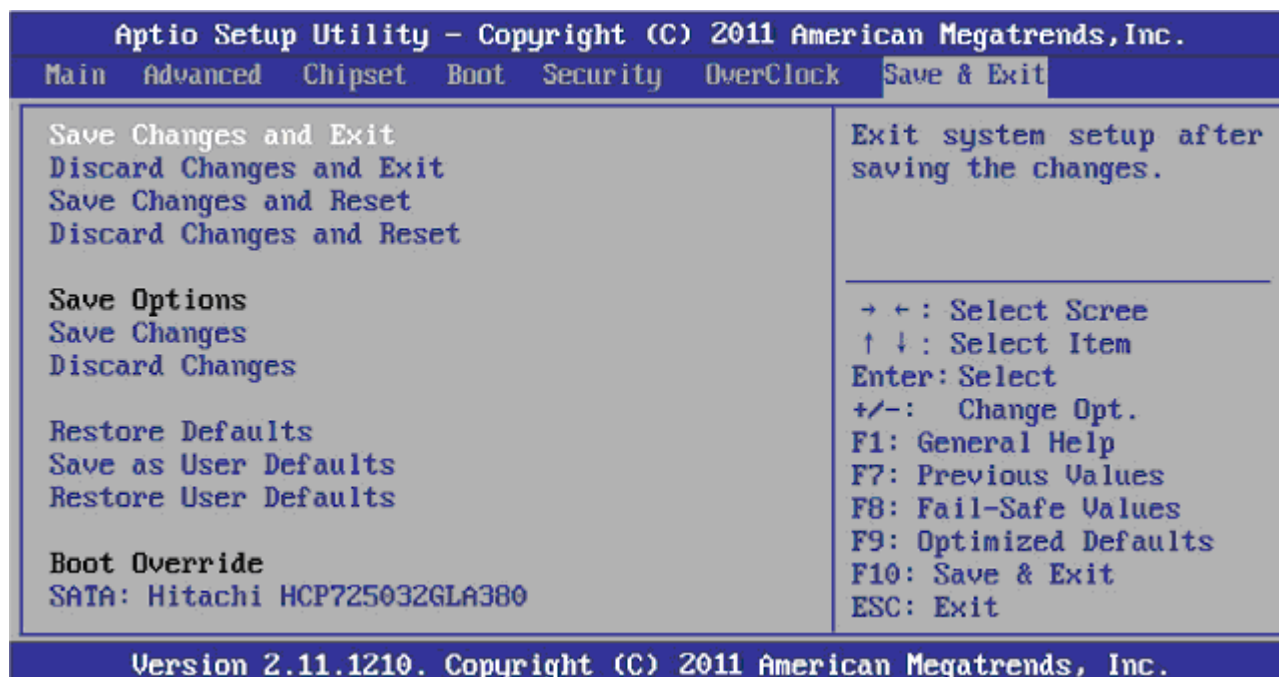 Aptio Setup Utility – Copyright (C) 2011 American Megatrends,Inc.
Main Advanced Chipset Boot Security OverClock Save & Exit
Save Changes and Exit
Discard Changes and Exit
Save Changes and Reset
Discard Changes and Reset
Save Options
Save Changes
Discard Changes
Restore Defaults
Save as User Defaults
Restore User Defaults
Boot Override
SATA: Hitachi HCP725032GLA380
Exit system setup after
saving the changes.
→ ←: Select Scree
↑ ↓: Select Item
Enter: Select
+/-: Change Opt.
F1: General Help
F7: Previous Values
F8: Fail-Safe Values
F9: Optimized Defaults
F10: Save & Exit
ESC: Exit
Version 2.11.1210. Copyright (C) 2011 American Megatrends, Inc.